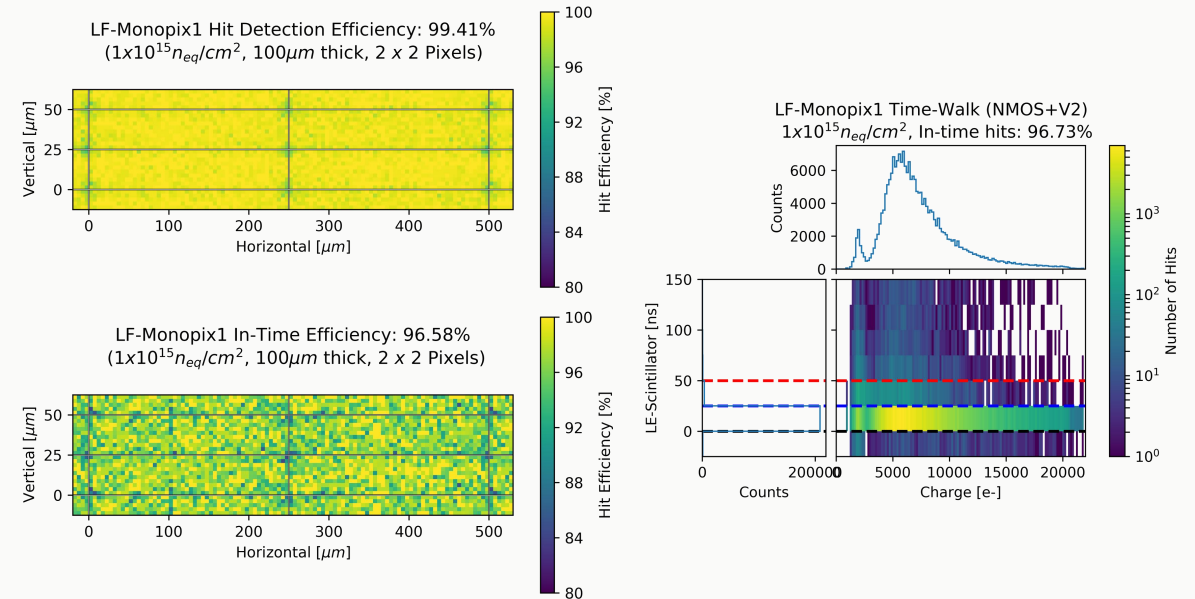 LF-Monopix1 Hit Detection Efficiency: 99.41%
(1x10^15 n_eq/cm^2, 100μm thick, 2 x 2 Pixels)
50
25
0
Vertical [μm]
0 100 200 300 400 500
Horizontal [μm]
100
96
92
88
84
80
Hit Efficiency [%]
LF-Monopix1 In-Time Efficiency: 96.58%
(1x10^15 n_eq/cm^2, 100μm thick, 2 x 2 Pixels)
50
25
0
Vertical [μm]
0 100 200 300 400 500
Horizontal [μm]
100
96
92
88
84
80
Hit Efficiency [%]
LF-Monopix1 Time-Walk (NMOS+V2)
1x10^15 n_eq/cm^2, In-time hits: 96.73%
6000
4000
2000
0
Counts
150
100
50
0
LE-Scintillator [ns]
0 200000
Counts
0 5000 10000 15000 20000
Charge [e-]
10^3
10^2
10^1
10^0
Number of Hits